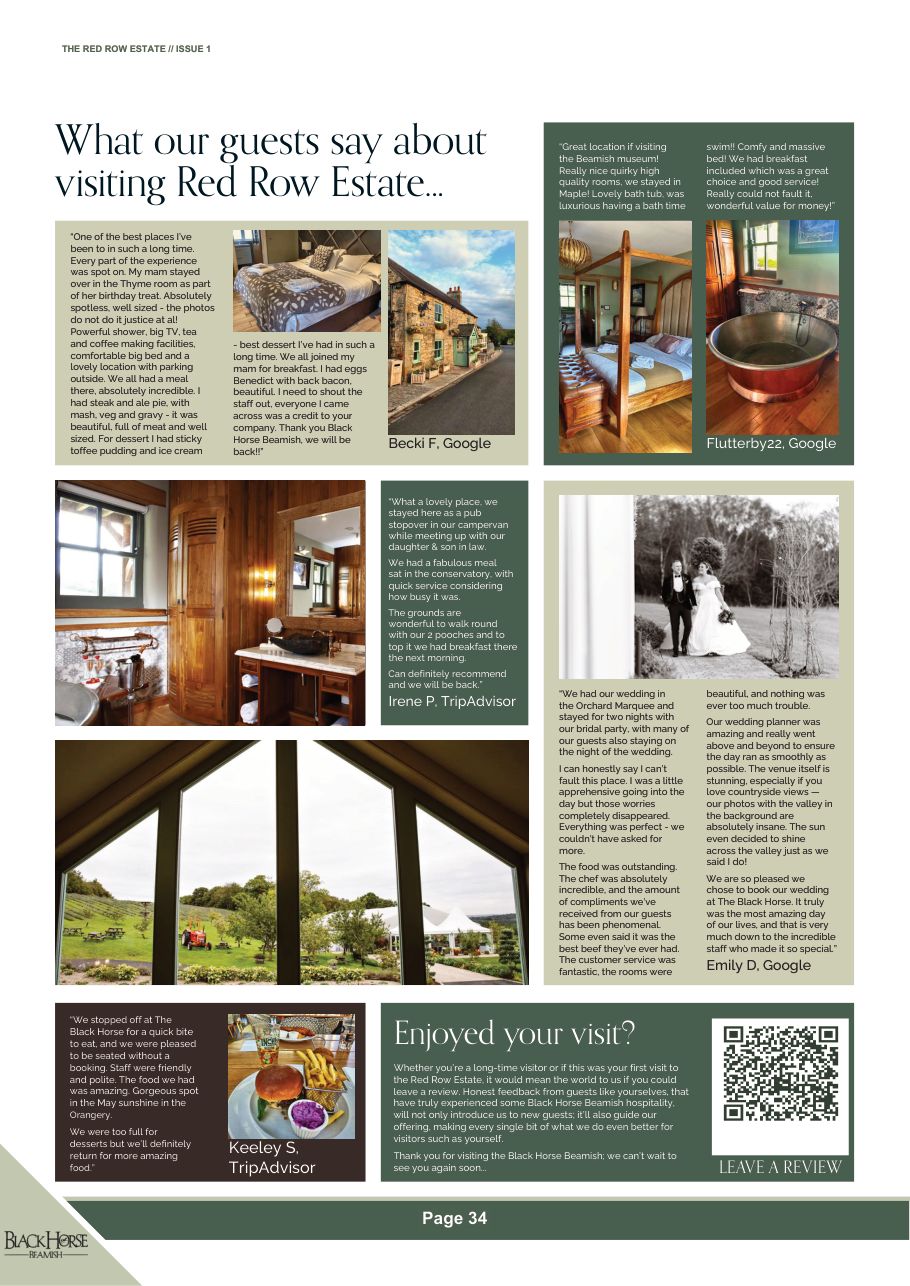 THE RED ROW ESTATE // ISSUE 1
What our guests say about
visiting Red Row Estate...
“One of the best places I’ve
been to in such a long time.
Every part of the experience
was spot on. My mam stayed
over in the Thyme room as part
of her birthday treat. Absolutely
spotless, well sized - the photos
do not do it justice at al!
Powerful shower, big TV, tea
and coffee making facilities,
comfortable big bed and a
lovely location with parking
outside. We all had a meal
there, absolutely incredible. I
had steak and ale pie, with
mash, veg and gravy - it was
beautiful, full of meat and well
sized. For dessert I had sticky
toffee pudding and ice cream
- best dessert I’ve had in such a
long time. We all joined my
mam for breakfast. I had eggs
Benedict with back bacon,
beautiful. I need to shout the
staff out, everyone I came
across was a credit to your
company. Thank you Black
Horse Beamish, we will be
back!!”
Becki F, Google
“Great location if visiting
the Beamish museum!
Really nice quirky high
quality rooms, we stayed in
Maple! Lovely bath tub, was
luxurious having a bath time
swim!! Comfy and massive
bed! We had breakfast
included which was a great
choice and good service!
Really could not fault it,
wonderful value for money!”
Flutterby22, Google
“What a lovely place, we
stayed here as a pub
stopover in our campervan
while meeting up with our
daughter & son in law.
We had a fabulous meal
sat in the conservatory, with
quick service considering
how busy it was.
The grounds are
wonderful to walk round
with our 2 pooches and to
top it we had breakfast there
the next morning.
Can definitely recommend
and we will be back.”
Irene P, TripAdvisor
“We had our wedding in
the Orchard Marquee and
stayed for two nights with
our bridal party, with many of
our guests also staying on
the night of the wedding.
I can honestly say I can’t
fault this place. I was a little
apprehensive going into the
day but those worries
completely disappeared.
Everything was perfect - we
couldn’t have asked for
more.
The food was outstanding.
The chef was absolutely
incredible, and the amount
of compliments we’ve
received from our guests
has been phenomenal.
Some even said it was the
best beef they’ve ever had.
The customer service was
fantastic, the rooms were
beautiful, and nothing was
ever too much trouble.
Our wedding planner was
amazing and really went
above and beyond to ensure
the day ran as smoothly as
possible. The venue itself is
stunning, especially if you
love countryside views —
our photos with the valley in
the background are
absolutely insane. The sun
even decided to shine
across the valley just as we
said I do!
We are so pleased we
chose to book our wedding
at The Black Horse. It truly
was the most amazing day
of our lives, and that is very
much down to the incredible
staff who made it so special.”
Emily D, Google
“We stopped off at The
Black Horse for a quick bite
to eat, and we were pleased
to be seated without a
booking. Staff were friendly
and polite. The food we had
was amazing. Gorgeous spot
in the May sunshine in the
Orangery.
We were too full for
desserts but we’ll definitely
return for more amazing
food.”
Keeley S,
TripAdvisor
Enjoyed your visit?
Whether you’re a long-time visitor or if this was your first visit to
the Red Row Estate, it would mean the world to us if you could
leave a review. Honest feedback from guests like yourselves, that
have truly experienced some Black Horse Beamish hospitality,
will not only introduce us to new guests; it’ll also guide our
offering, making every single bit of what we do even better for
visitors such as yourself.
Thank you for visiting the Black Horse Beamish; we can’t wait to
see you again soon...
LEAVE A REVIEW
Page 34
BLACK HORSE
BEAMISH